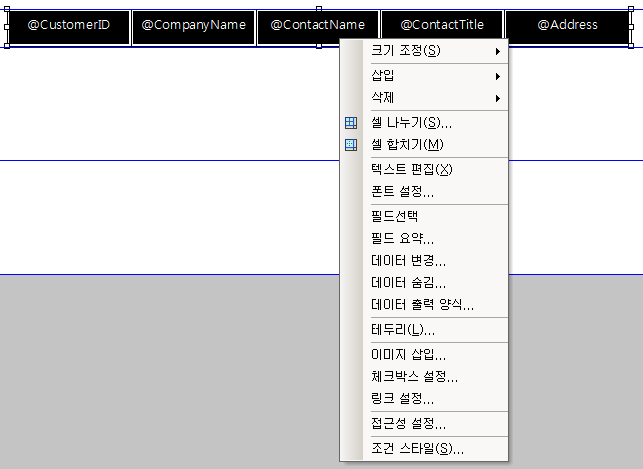 @CustomerID @CompanyName @ContactName @ContactTitle @Address
크기 조정(S)
삽입
삭제
셀 나누기(S)...
셀 합치기(M)
텍스트 편집(X)
폰트 설정...
필드선택
필드 요약...
데이터 변경...
데이터 숨김...
데이터 출력 양식...
테두리(L)...
이미지 삽입...
체크박스 설정...
링크 설정...
접근성 설정...
조건 스타일(S)...